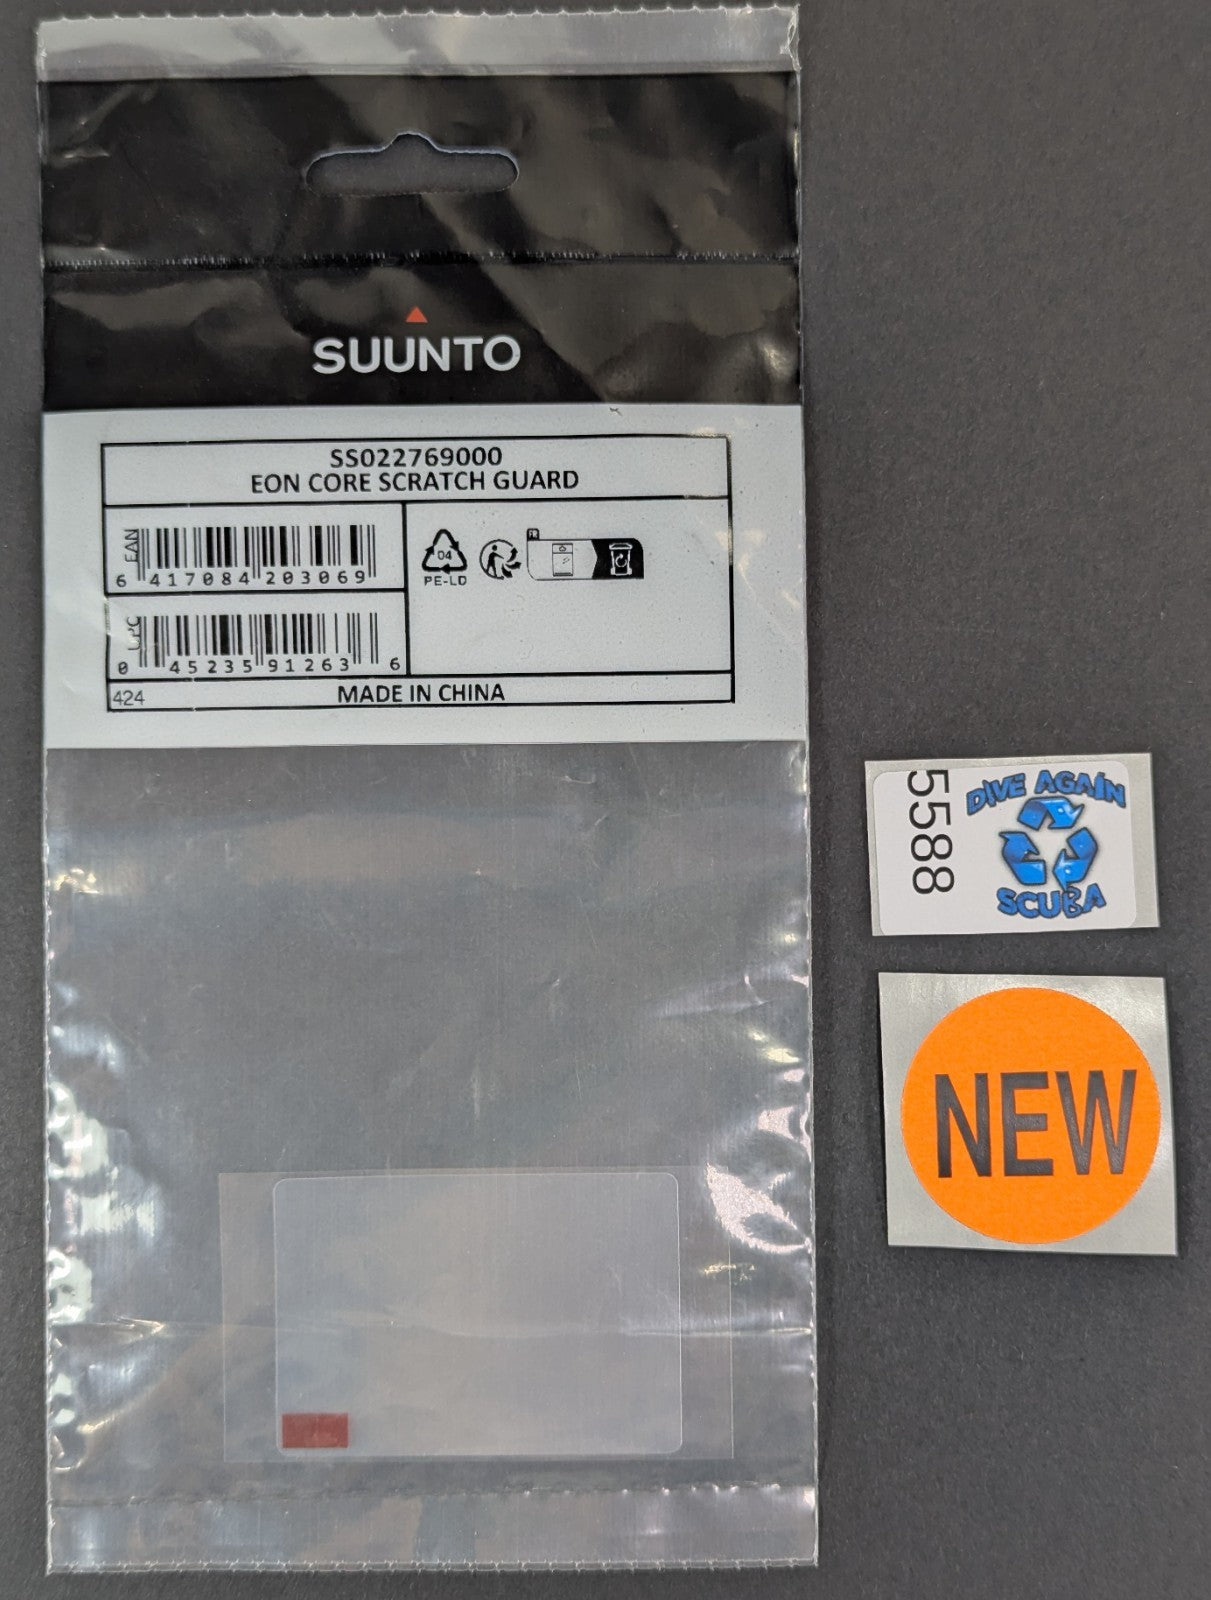 SUUNTO
SS022769000
EON CORE SCRATCH GUARD
EAN
6 417084 203069
UPC
0 45235 91263 6
04
PE-LD
FR
424
MADE IN CHINA
5588
DIVE AGAIN
SCUBA
NEW